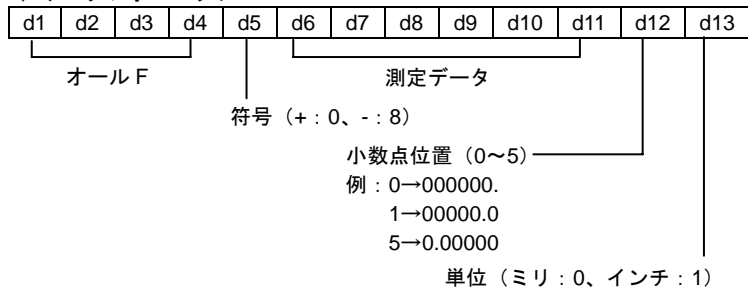 d1 d2 d3 d4 d5 d6 d7 d8 d9 d10 d11 d12 d13
オール F
測定データ
符号（+：0、-：8）
小数点位置（0～5）
例：0→000000.
1→00000.0
5→0.00000
単位（ミリ：0、インチ：1）